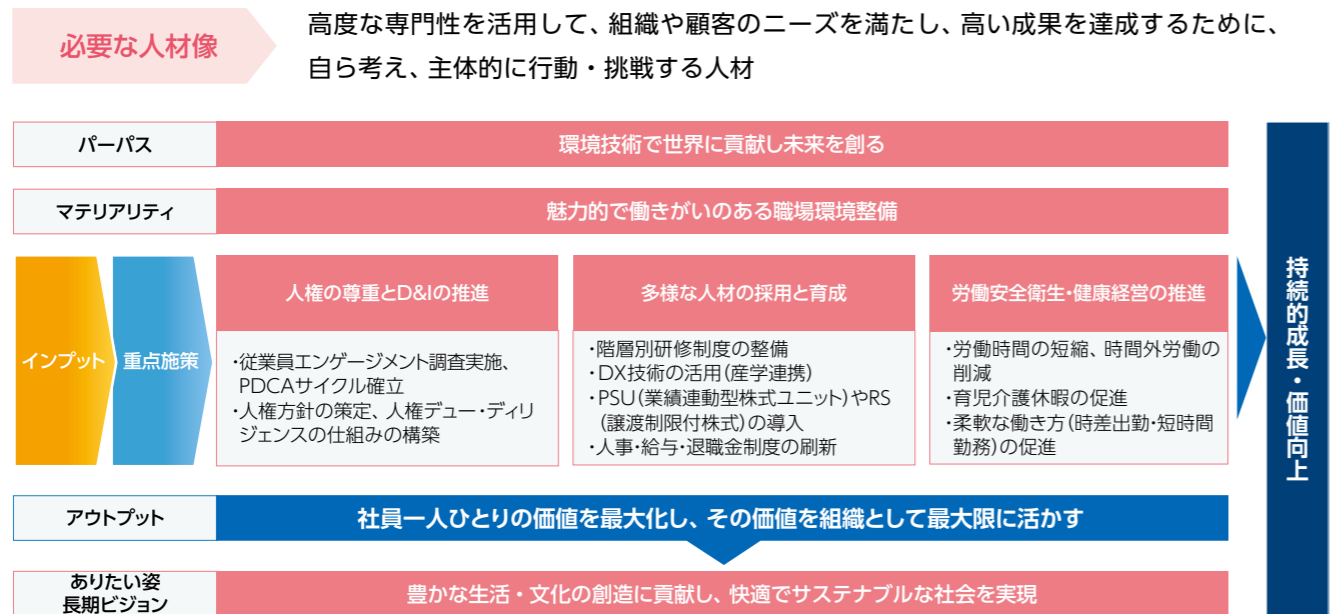 必要な人材像
高度な専門性を活用して、組織や顧客のニーズを満たし、高い成果を達成するために、
自ら考え、主体的に行動・挑戦する人材
パーパス
環境技術で世界に貢献し未来を創る
マテリアリティ
魅力的で働きがいのある職場環境整備
インプット
重点施策
人権の尊重とD&Iの推進
・従業員エンゲージメント調査実施、
PDCAサイクル確立
・人権方針の策定、人権デュー・ディリ
ジェンスの仕組みの構築
多様な人材の採用と育成
・階層別研修制度の整備
・DX技術の活用(産学連携)
・PSU(業績連動型株式ユニット)やRS
(譲渡制限付株式)の導入
・人事・給与・退職金制度の刷新
労働安全衛生・健康経営の推進
・労働時間の短縮、時間外労働の
削減
・育児介護休暇の促進
・柔軟な働き方(時差出勤・短時間
勤務)の促進
アウトプット
社員一人ひとりの価値を最大化し、その価値を組織として最大限に活かす
ありたい姿
長期ビジョン
豊かな生活・文化の創造に貢献し、快適でサステナブルな社会を実現
持続的成長・価値向上